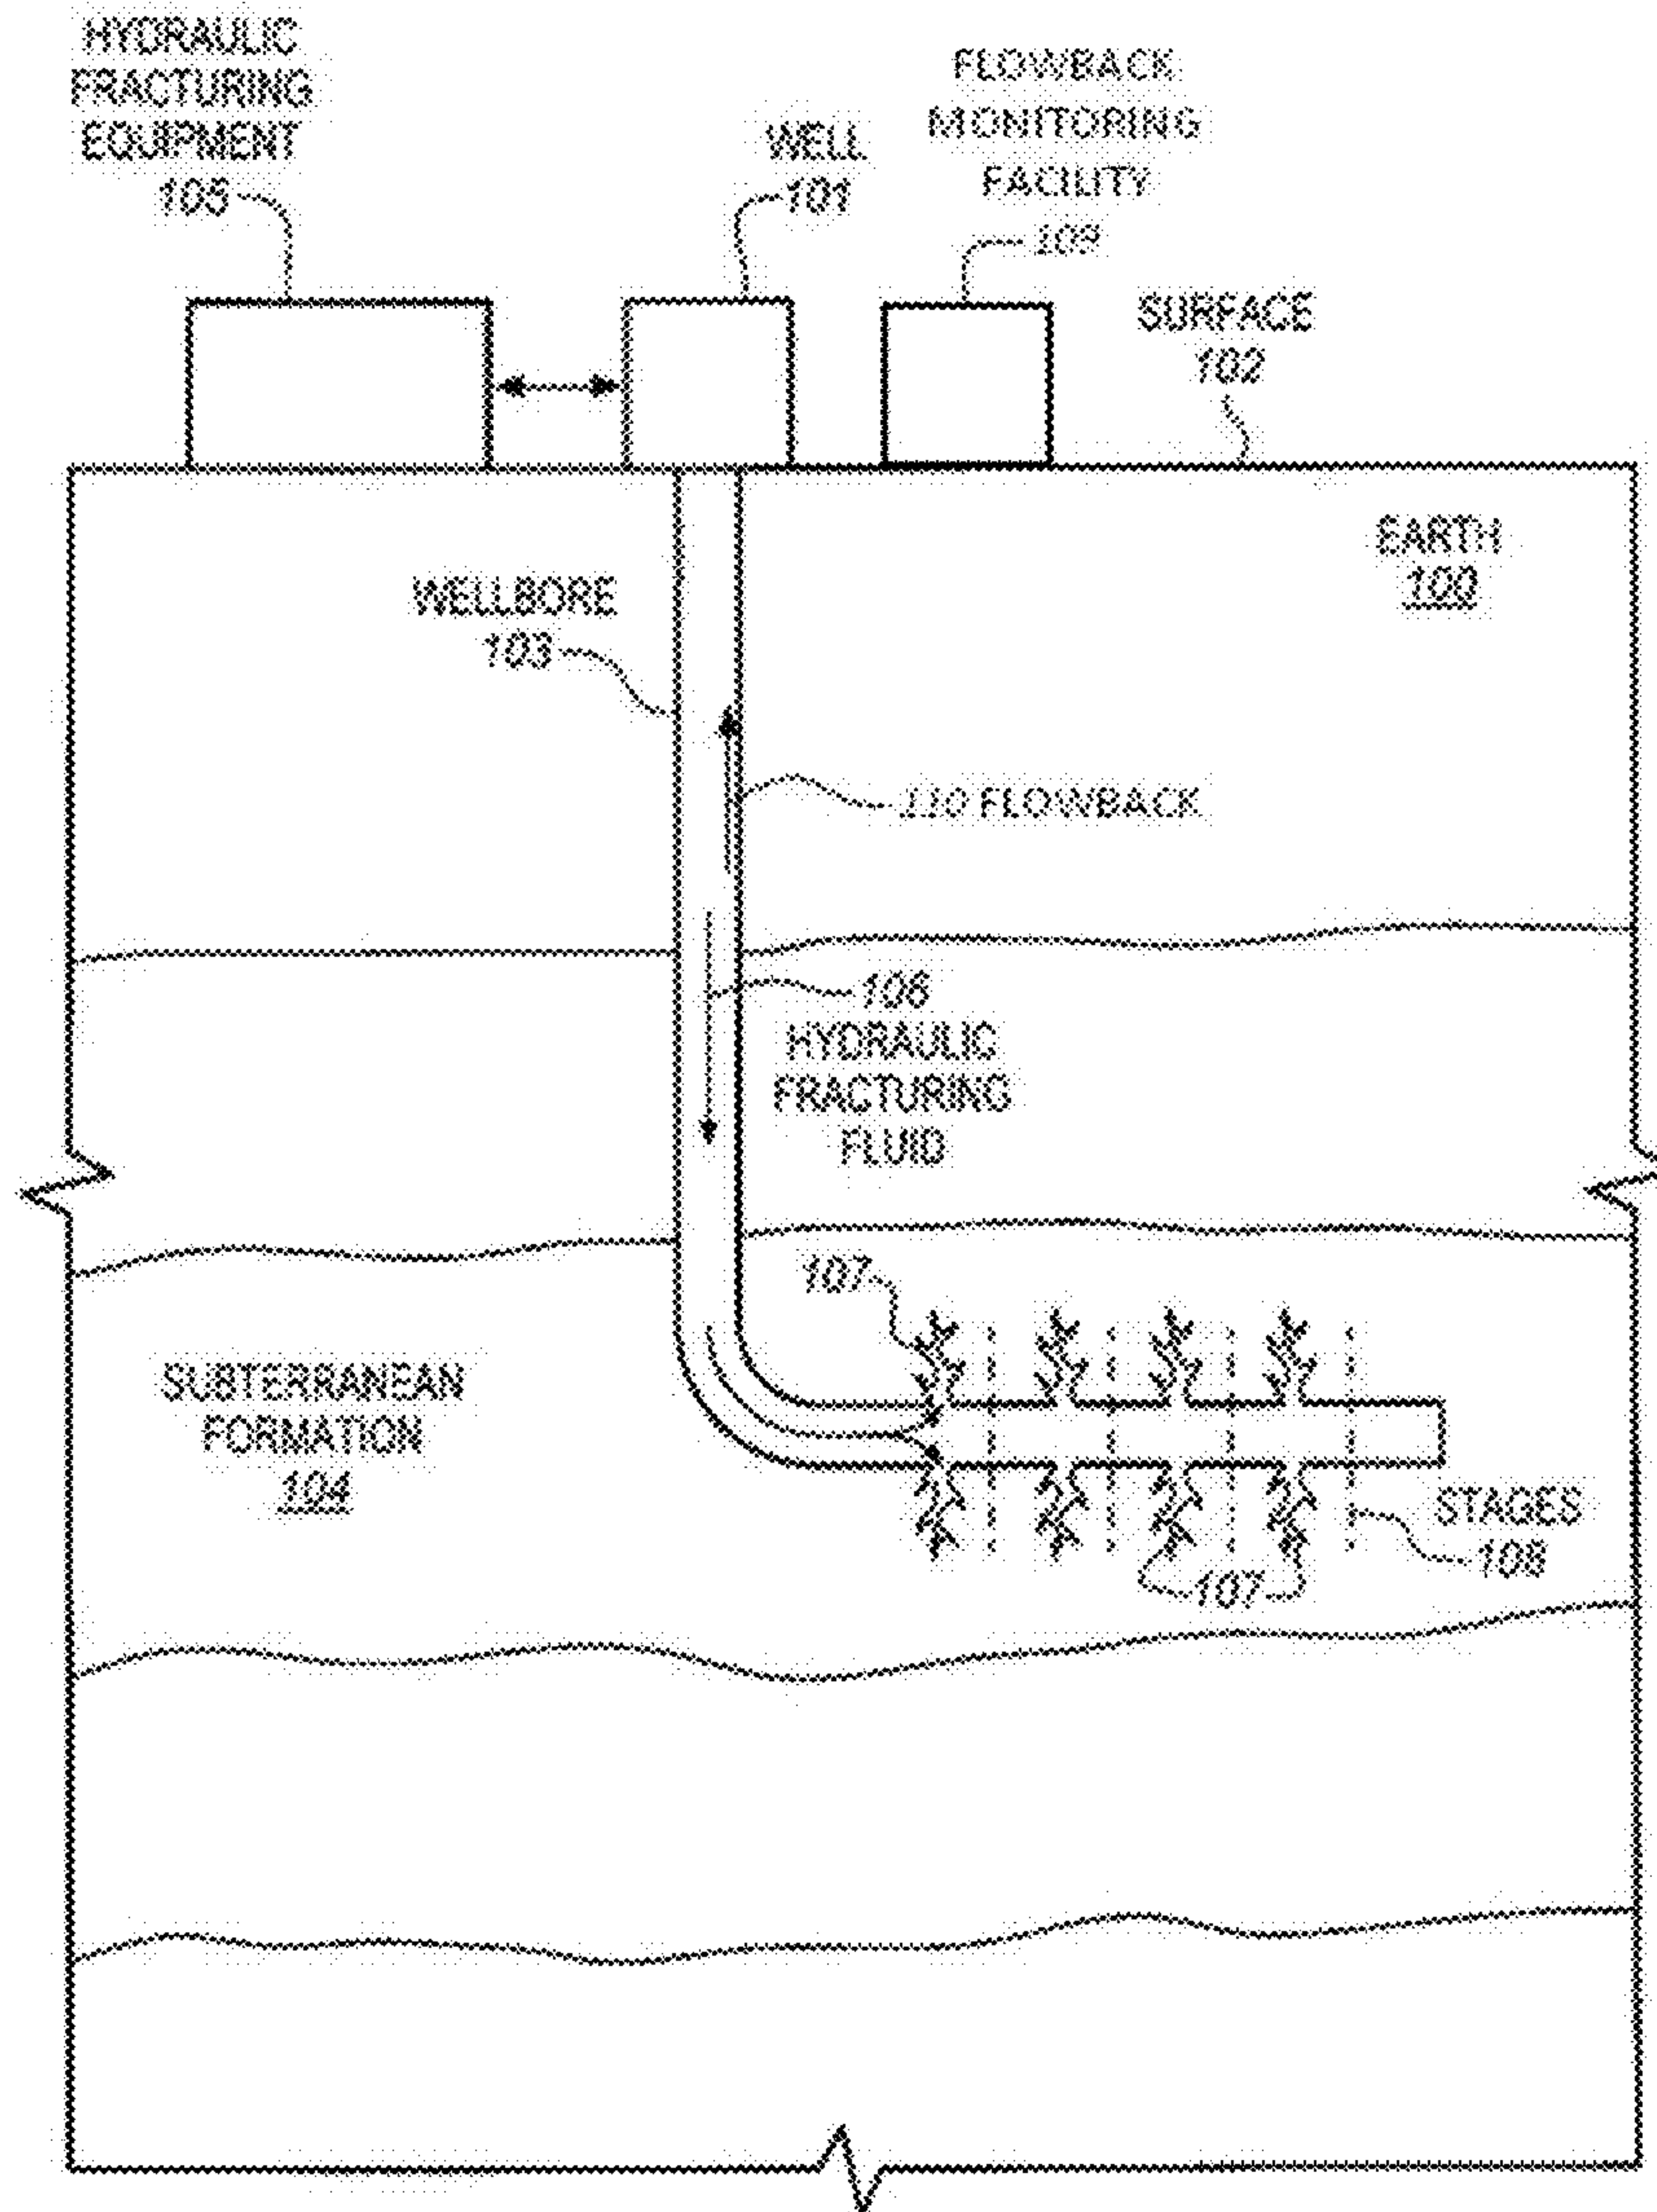 HYDRAULIC
FRACTURING
EQUIPMENT
105
WELL
101
FLOWBACK
MONITORING
FACILITY
109
SURFACE
102
EARTH
100
WELLBORE
103
110 FLOWBACK
106
HYDRAULIC
FRACTURING
FLUID
107
SUBTERRANEAN
FORMATION
104
STAGES
108
107